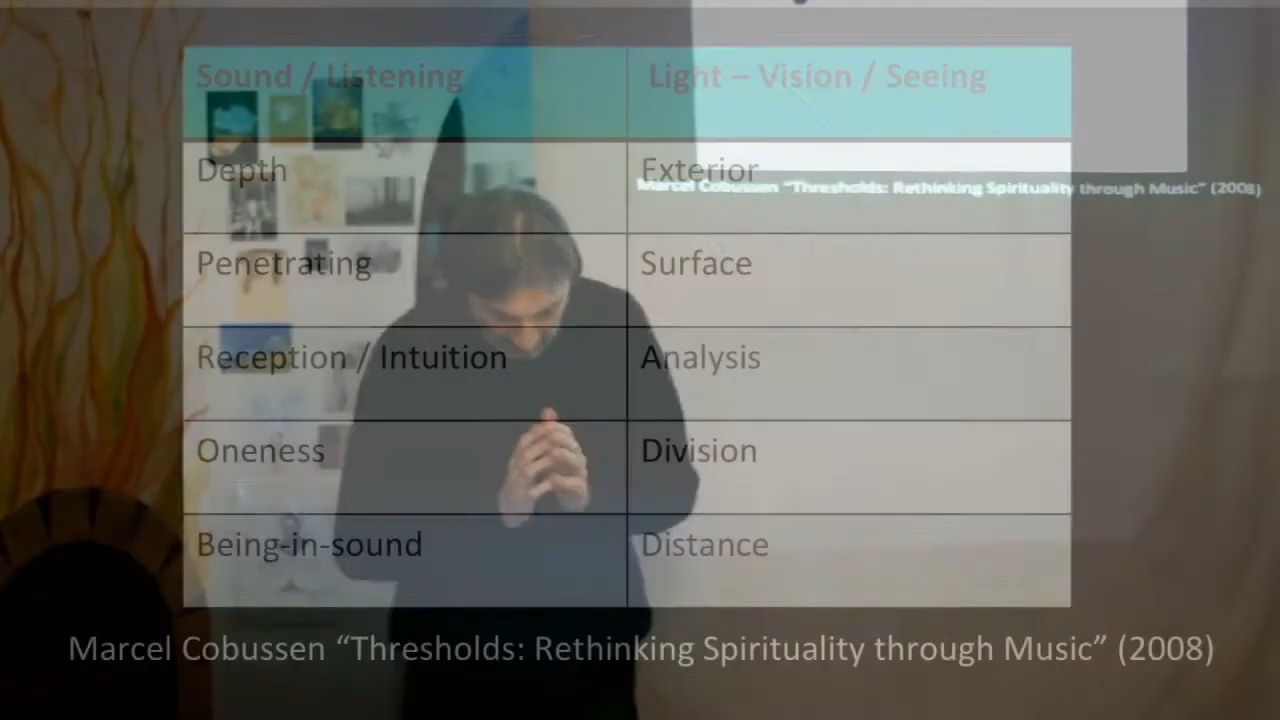 Sound / Listening
Light – Vision / Seeing
Depth
Exterior
Marcel Cobussen “Thresholds: Rethinking Spirituality through Music” (2008)
Penetrating
Surface
Reception / Intuition
Analysis
Oneness
Division
Being-in-sound
Distance
Marcel Cobussen “Thresholds: Rethinking Spirituality through Music” (2008)